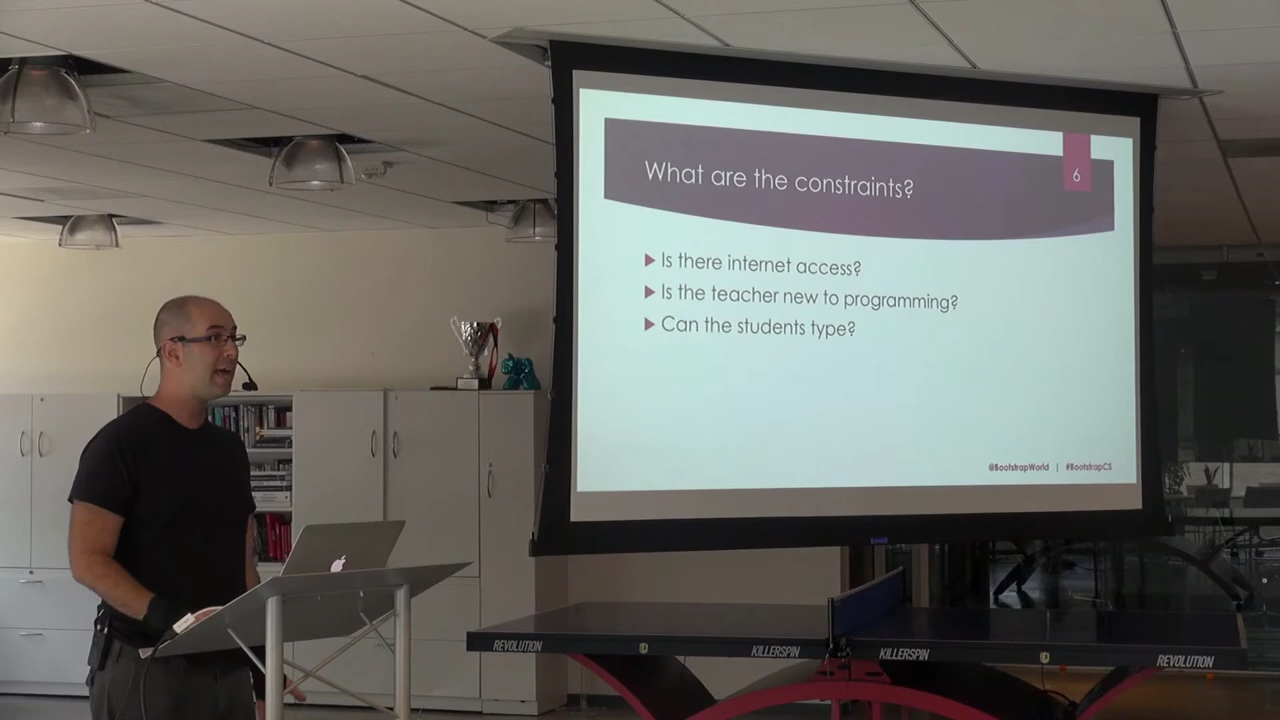 What are the constraints?
6
Is there internet access?
Is the teacher new to programming?
Can the students type?
@BootstrapWorld | #BootstrapCS
REVOLUTION
KILLERSPIN
KILLERSPIN
REVOLUTION